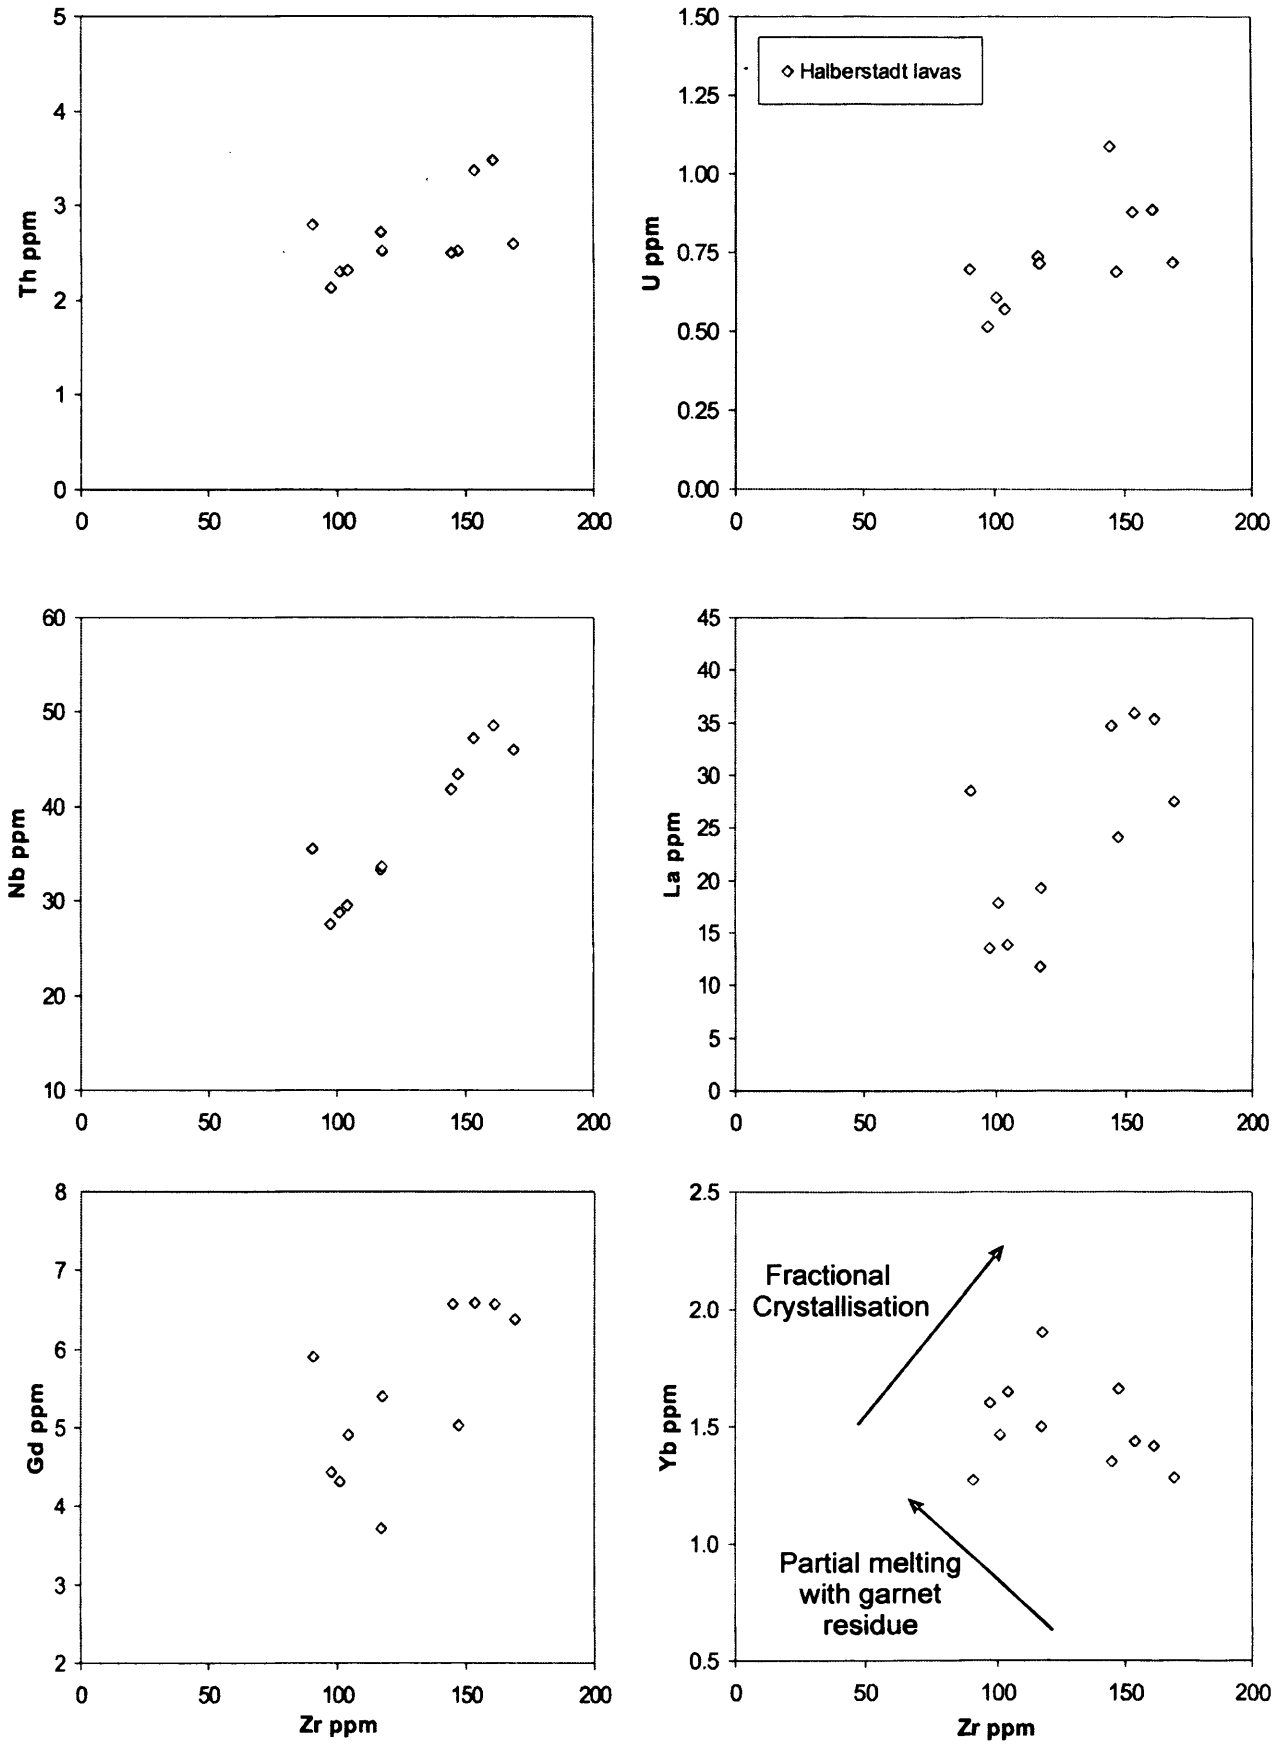 5
4
3
2
1
0
Th ppm
0 50 100 150 200
1.50
1.25
1.00
0.75
0.50
0.25
0.00
U ppm
Halberstadt lavas
0 50 100 150 200
60
50
40
30
20
10
Nb ppm
0 50 100 150 200
45
40
35
30
25
20
15
10
5
0
La ppm
0 50 100 150 200
8
7
6
5
4
3
2
Gd ppm
0 50 100 150 200
Zr ppm
2.5
2.0
1.5
1.0
0.5
Yb ppm
Fractional
Crystallisation
Partial melting
with garnet
residue
0 50 100 150 200
Zr ppm